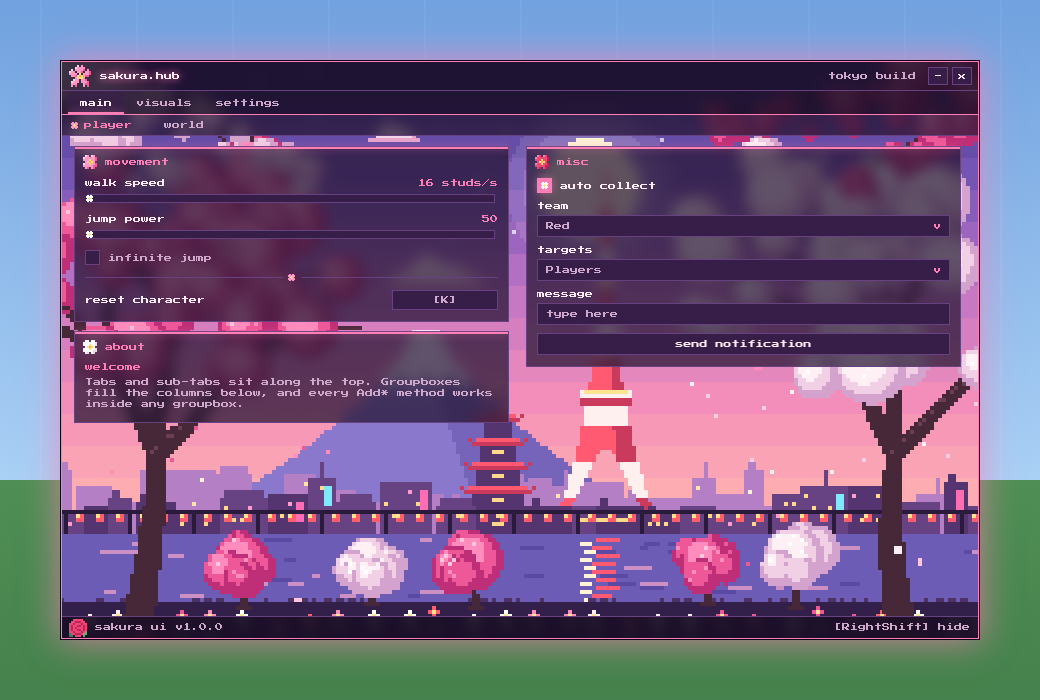 sakura.hub
tokyo build
- x
main visuals settings
player world
movement
walk speed 16 studs/s
jump power 50
infinite jump
reset character [K]
about
welcome
Tabs and sub-tabs sit along the top. Groupboxes
fill the columns below, and every Add* method works
inside any groupbox.
misc
auto collect
team
Red v
targets
Players v
message
type here
send notification
sakura ui v1.0.0
[RightShift] hide